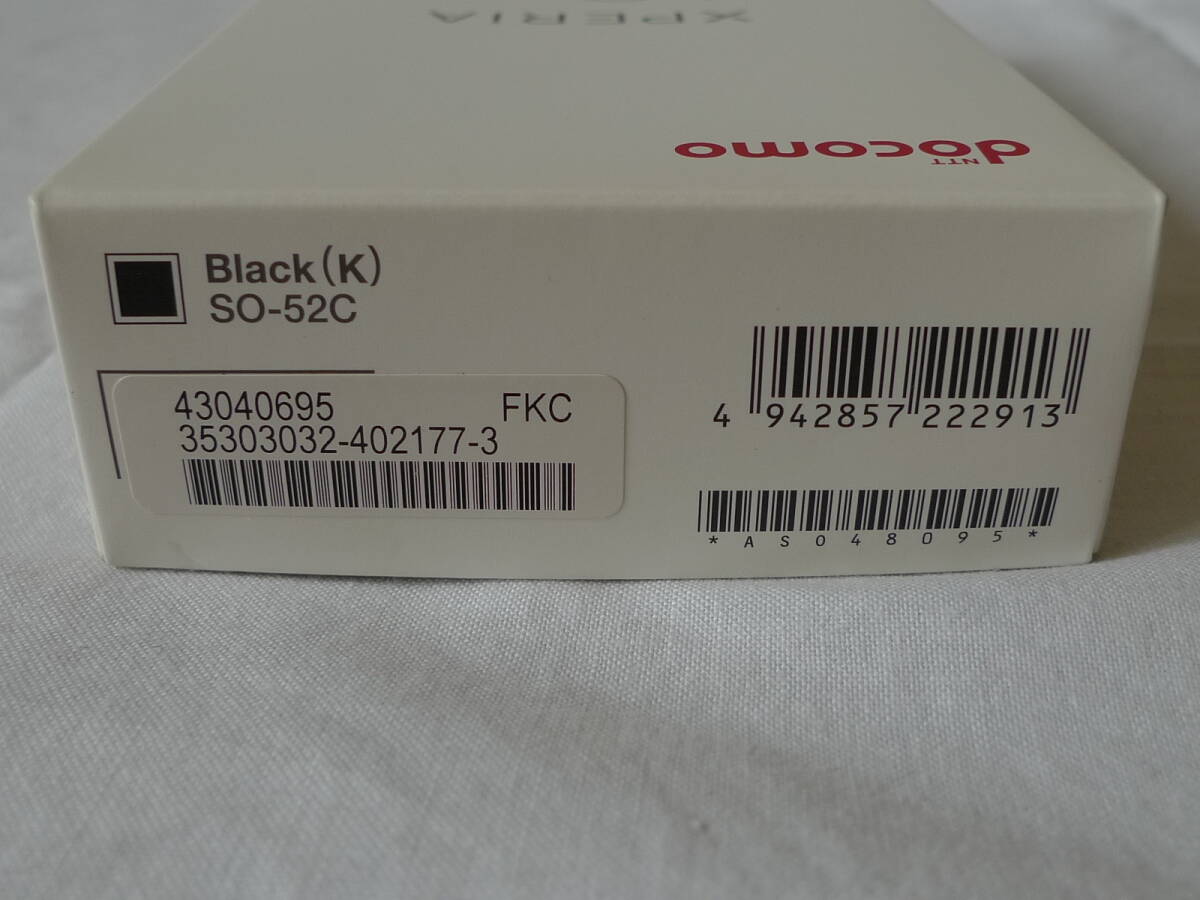 XPERIA
NTT
docomo
Black(K)
SO-52C
43040695 FKC
35303032-402177-3
4 942857 222913
*AS048095*